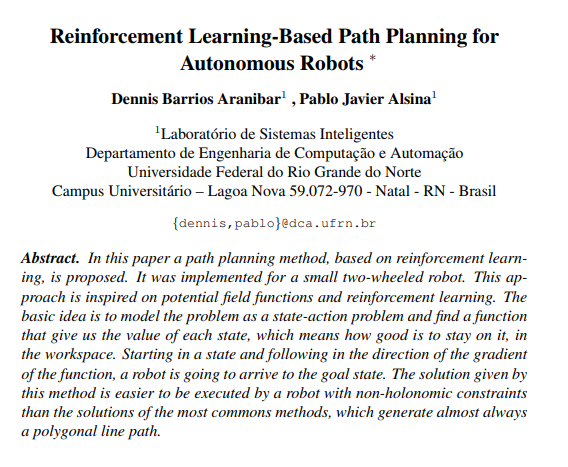 Reinforcement Learning-Based Path Planning for
Autonomous Robots *
Dennis Barrios Aranibar1 , Pablo Javier Alsina1
1Laboratório de Sistemas Inteligentes
Departamento de Engenharia de Computação e Automação
Universidade Federal do Rio Grande do Norte
Campus Universitário – Lagoa Nova 59.072-970 - Natal - RN - Brasil
{dennis,pablo}@dca.ufrn.br
Abstract. In this paper a path planning method, based on reinforcement learn-
ing, is proposed. It was implemented for a small two-wheeled robot. This ap-
proach is inspired on potential field functions and reinforcement learning. The
basic idea is to model the problem as a state-action problem and find a function
that give us the value of each state, which means how good is to stay on it, in
the workspace. Starting in a state and following in the direction of the gradient
of the function, a robot is going to arrive to the goal state. The solution given by
this method is easier to be executed by a robot with non-holonomic constraints
than the solutions of the most commons methods, which generate almost always
a polygonal line path.